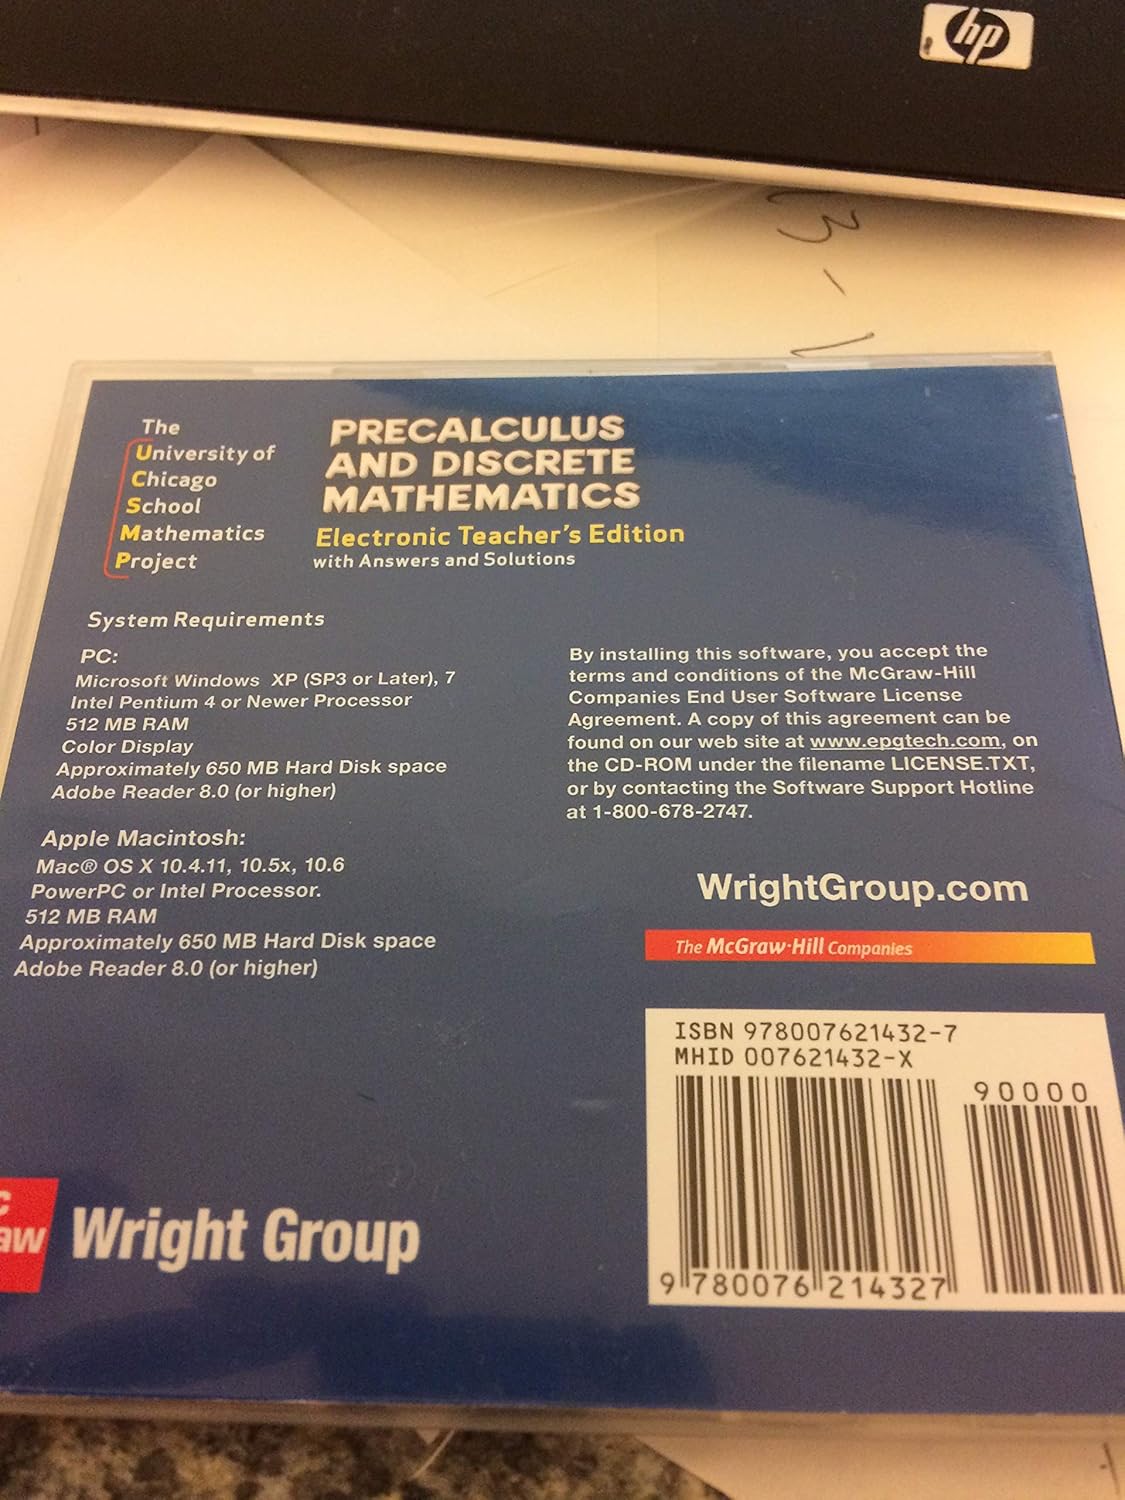 hp
3-1
The
University of
Chicago
School
Mathematics
Project
PRECALCULUS
AND DISCRETE
MATHEMATICS
Electronic Teacher's Edition
with Answers and Solutions
System Requirements
PC:
Microsoft Windows XP (SP3 or Later), 7
Intel Pentium 4 or Newer Processor
512 MB RAM
Color Display
Approximately 650 MB Hard Disk space
Adobe Reader 8.0 (or higher)
Apple Macintosh:
Mac® OS X 10.4.11, 10.5x, 10.6
PowerPC or Intel Processor.
512 MB RAM
Approximately 650 MB Hard Disk space
Adobe Reader 8.0 (or higher)
By installing this software, you accept the
terms and conditions of the McGraw-Hill
Companies End User Software License
Agreement. A copy of this agreement can be
found on our web site at www.epgtech.com, on
the CD-ROM under the filename LICENSE.TXT,
or by contacting the Software Support Hotline
at 1-800-678-2747.
WrightGroup.com
The McGraw-Hill Companies
ISBN 978007621432-7
MHID 007621432-X
90000
9 780076 214327
c
aw
Wright Group